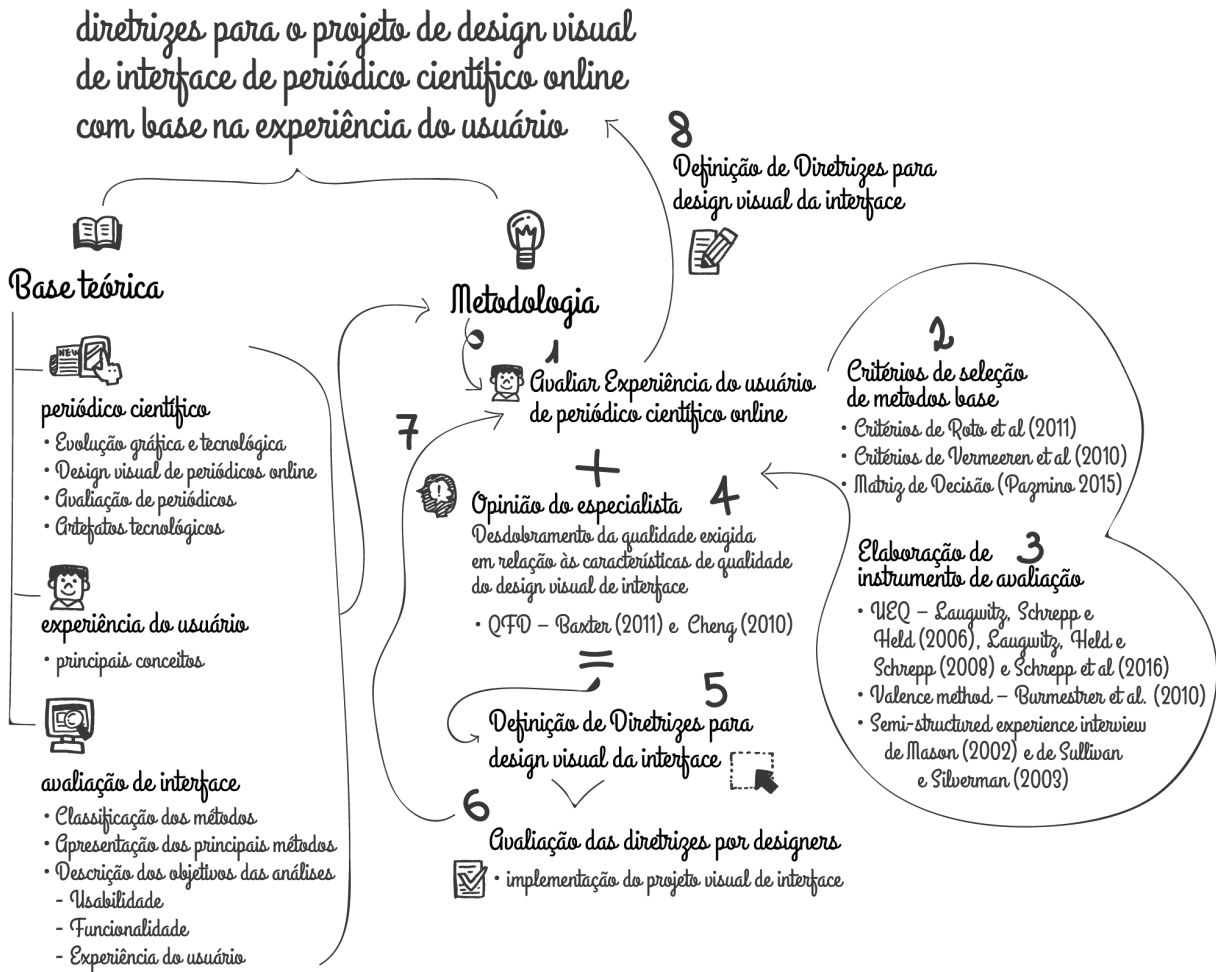 diretrizes para o projeto de design visual
de interface de periódico científico online
com base na experiência do usuário
8
Definição de Diretrizes para
design visual da interface
Base teórica
NEW
periódico científico
• Evolução gráfica e tecnológica
• Design visual de periódicos online
• Avaliação de periódicos
• Artefatos tecnológicos
experiência do usuário
• principais conceitos
avaliação de interface
• Classificação dos métodos
• Apresentação dos principais métodos
• Descrição dos objetivos das análises
- Usabilidade
- Funcionalidade
- Experiência do usuário
Metodologia
1
Avaliar Experiência do usuário
de periódico científico online
7
+
Opinião do especialista 4
Desdobramento da qualidade exigida
em relação às características de qualidade
do design visual de interface
• QFD – Baxter (2011) e Cheng (2010)
=
5
Definição de Diretrizes para
design visual da interface
6
Avaliação das diretrizes por designers
• implementação do projeto visual de interface
2
Critérios de seleção
de metodos base
• Critérios de Roto et al (2011)
• Critérios de Vermeeren et al (2010)
• Matriz de Decisão (Pazmino 2015)
Elaboração de 3
instrumento de avaliação
• UEQ – Laugwitz, Schrepp e
Held (2006), Laugwitz, Held e
Schrepp (2008) e Schrepp et al (2016)
• Valence method – Burmestrer et al. (2010)
• Semi-structured experience interview
de Mason (2002) e de Sullivan
e Silverman (2003)